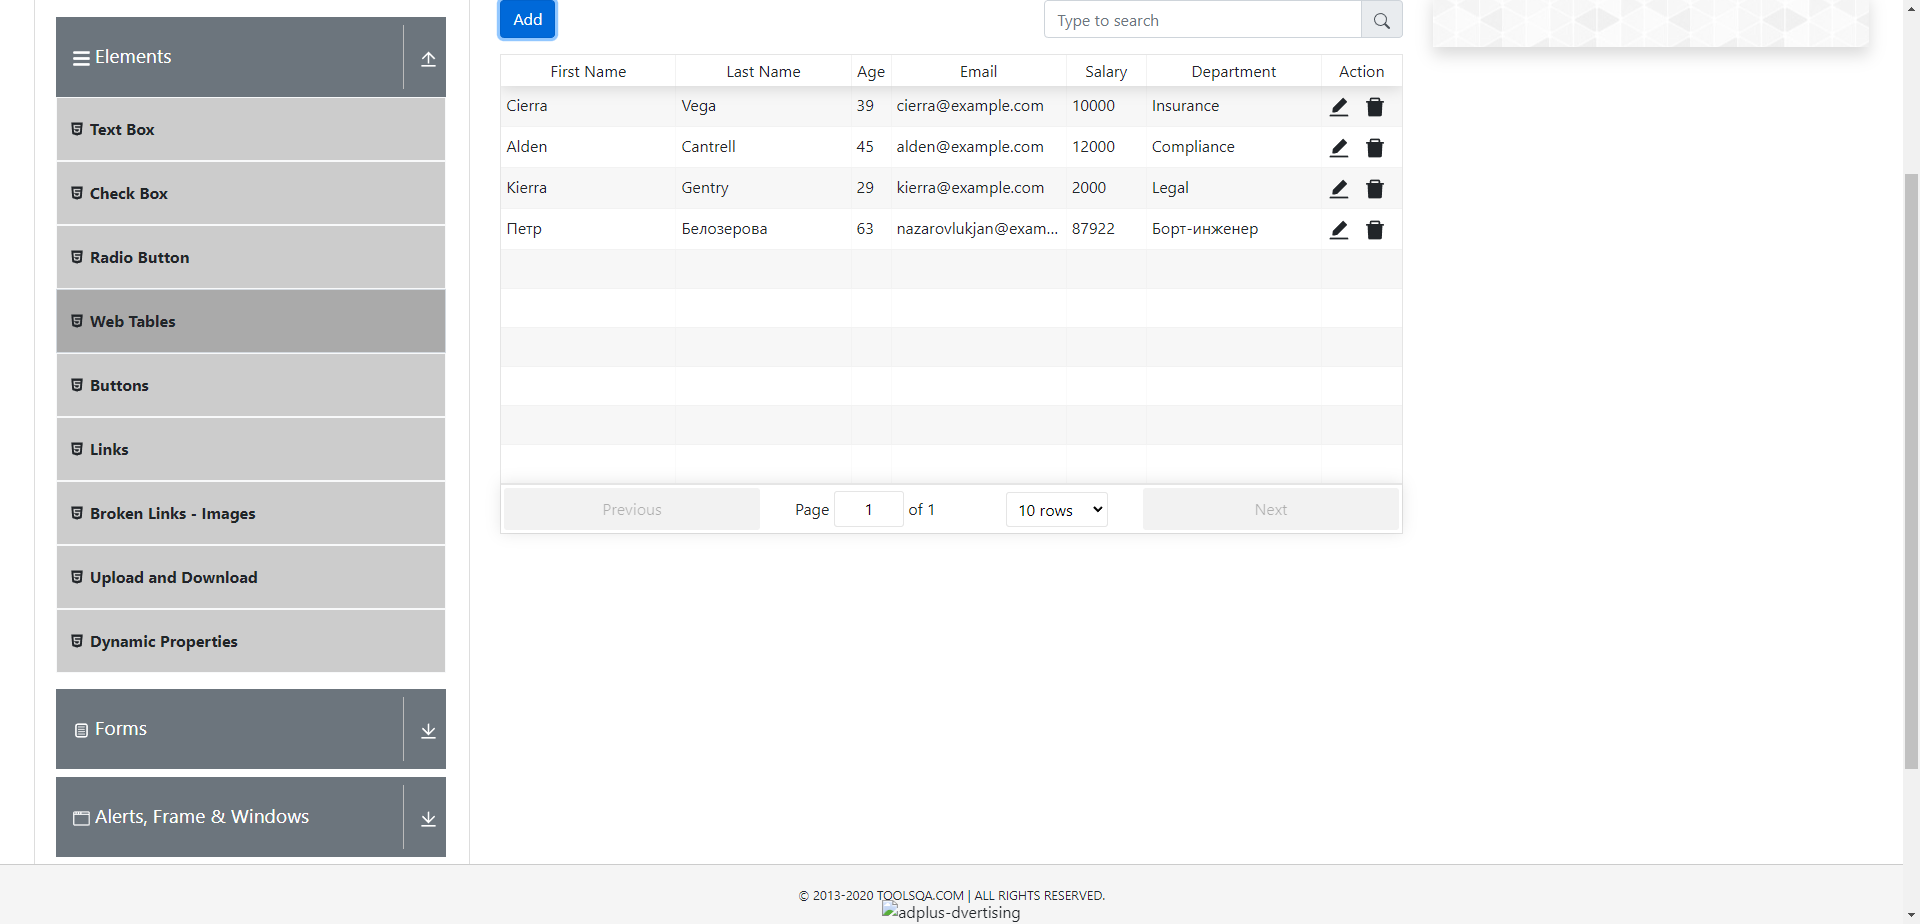 Elements
Text Box
Check Box
Radio Button
Web Tables
Buttons
Links
Broken Links - Images
Upload and Download
Dynamic Properties
Forms
Alerts, Frame & Windows
Add
Type to search
First Name Last Name Age Email Salary Department Action
Cierra Vega 39 cierra@example.com 10000 Insurance
Alden Cantrell 45 alden@example.com 12000 Compliance
Kierra Gentry 29 kierra@example.com 2000 Legal
Петр Белозерова 63 nazarovlukjan@exam... 87922 Борт-инженер
Previous Page 1 of 1 10 rows Next
© 2013-2020 TOOLSQA.COM | ALL RIGHTS RESERVED.
adplus-dvertising